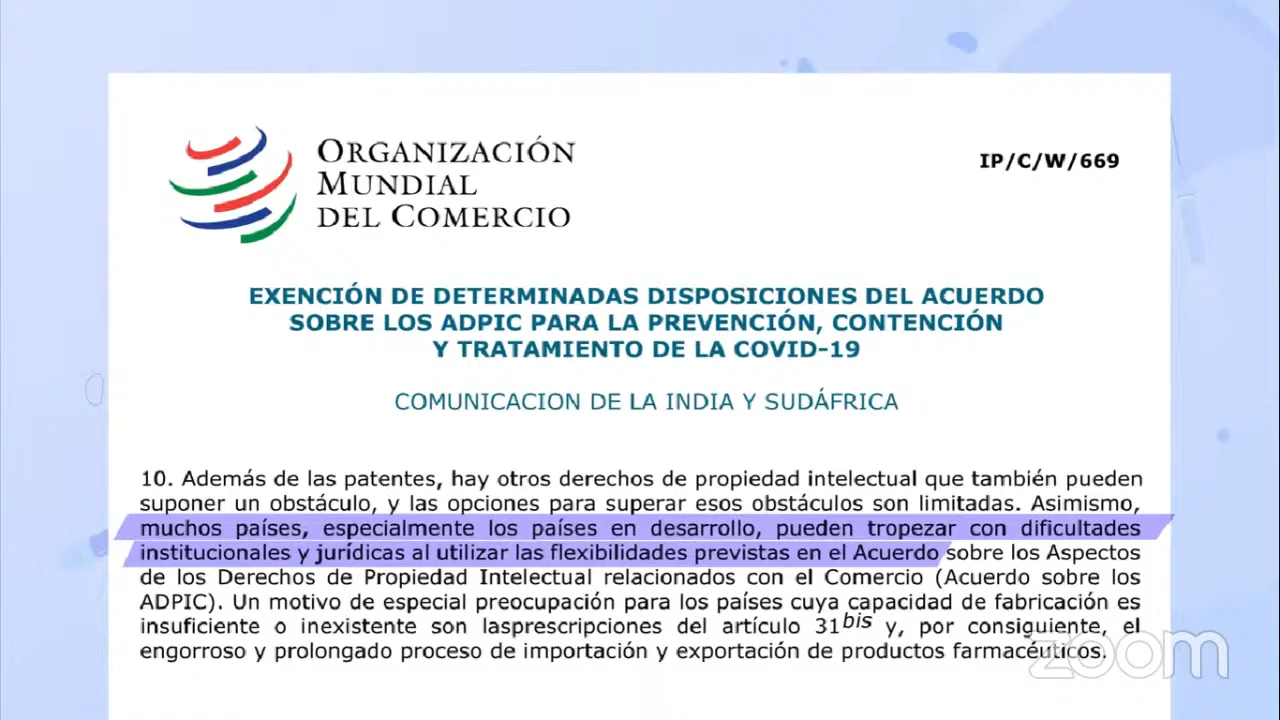 ORGANIZACIÓN
MUNDIAL
DEL COMERCIO
IP/C/W/669
EXENCIÓN DE DETERMINADAS DISPOSICIONES DEL ACUERDO
SOBRE LOS ADPIC PARA LA PREVENCIÓN, CONTENCIÓN
Y TRATAMIENTO DE LA COVID-19
COMUNICACION DE LA INDIA Y SUDÁFRICA
10. Además de las patentes, hay otros derechos de propiedad intelectual que también pueden
suponer un obstáculo, y las opciones para superar esos obstáculos son limitadas. Asimismo,
muchos países, especialmente los países en desarrollo, pueden tropezar con dificultades
institucionales y jurídicas al utilizar las flexibilidades previstas en el Acuerdo sobre los Aspectos
de los Derechos de Propiedad Intelectual relacionados con el Comercio (Acuerdo sobre los
ADPIC). Un motivo de especial preocupación para los países cuya capacidad de fabricación es
insuficiente o inexistente son lasprescripciones del artículo 31bis y, por consiguiente, el
engorroso y prolongado proceso de importación y exportación de productos farmacéuticos.
zoom